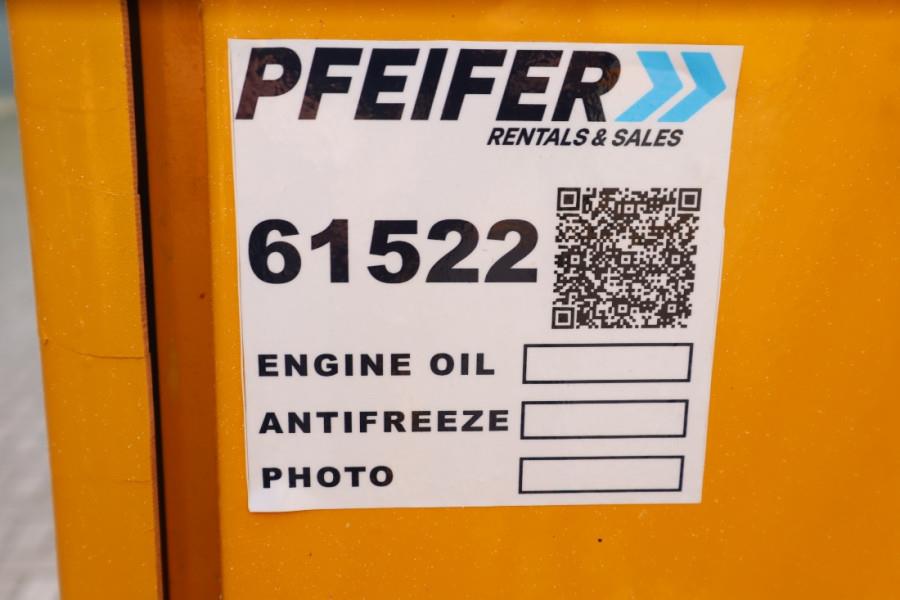 PFEIFER
RENTALS & SALES
61522
ENGINE OIL
ANTIFREEZE
PHOTO